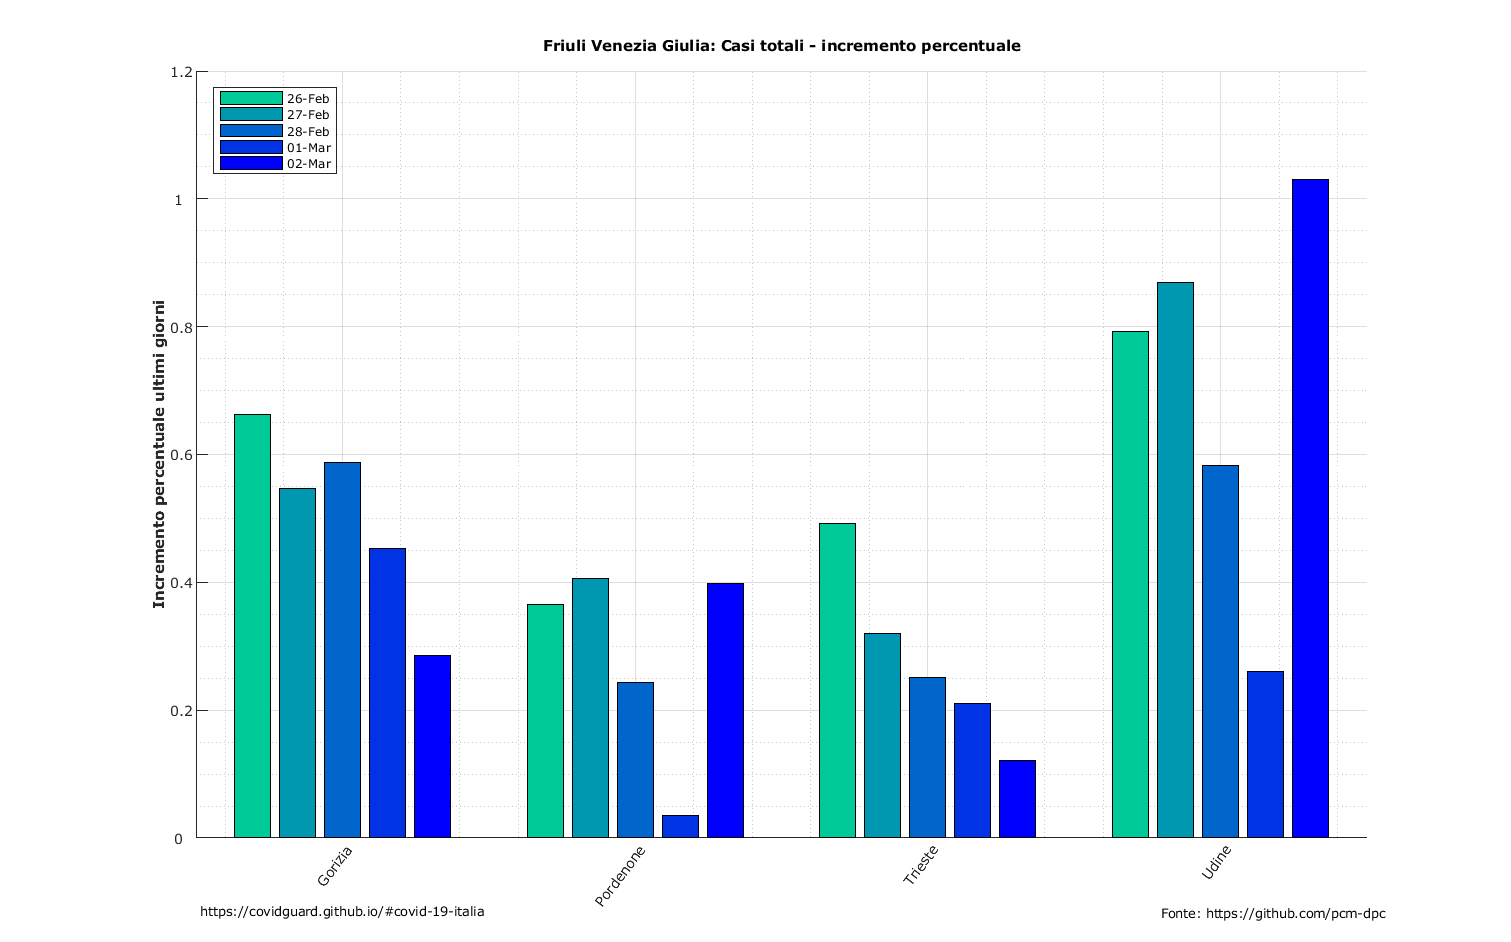 Friuli Venezia Giulia: Casi totali - incremento percentuale
1.2
1
0.8
0.6
0.4
0.2
0
Incremento percentuale ultimi giorni
26-Feb
27-Feb
28-Feb
01-Mar
02-Mar
Gorizia
Pordenone
Trieste
Udine
https://covidguard.github.io/#covid-19-italia
Fonte: https://github.com/pcm-dpc